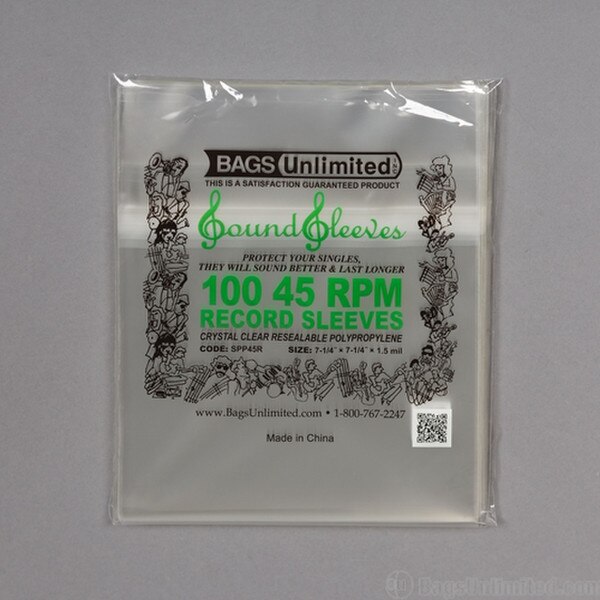 BAGS Unlimited INC
THIS IS A SATISFACTION GUARANTEED PRODUCT
Sound Sleeves
PROTECT YOUR SINGLES,
THEY WILL SOUND BETTER & LAST LONGER
100 45 RPM
RECORD SLEEVES
CRYSTAL CLEAR RESEALABLE POLYPROPYLENE
CODE: SPP45R SIZE: 7-1/4" × 7-1/4" × 1.5 mil
www.BagsUnlimited.com • 1-800-767-2247
Made in China
BagsUnlimited.com